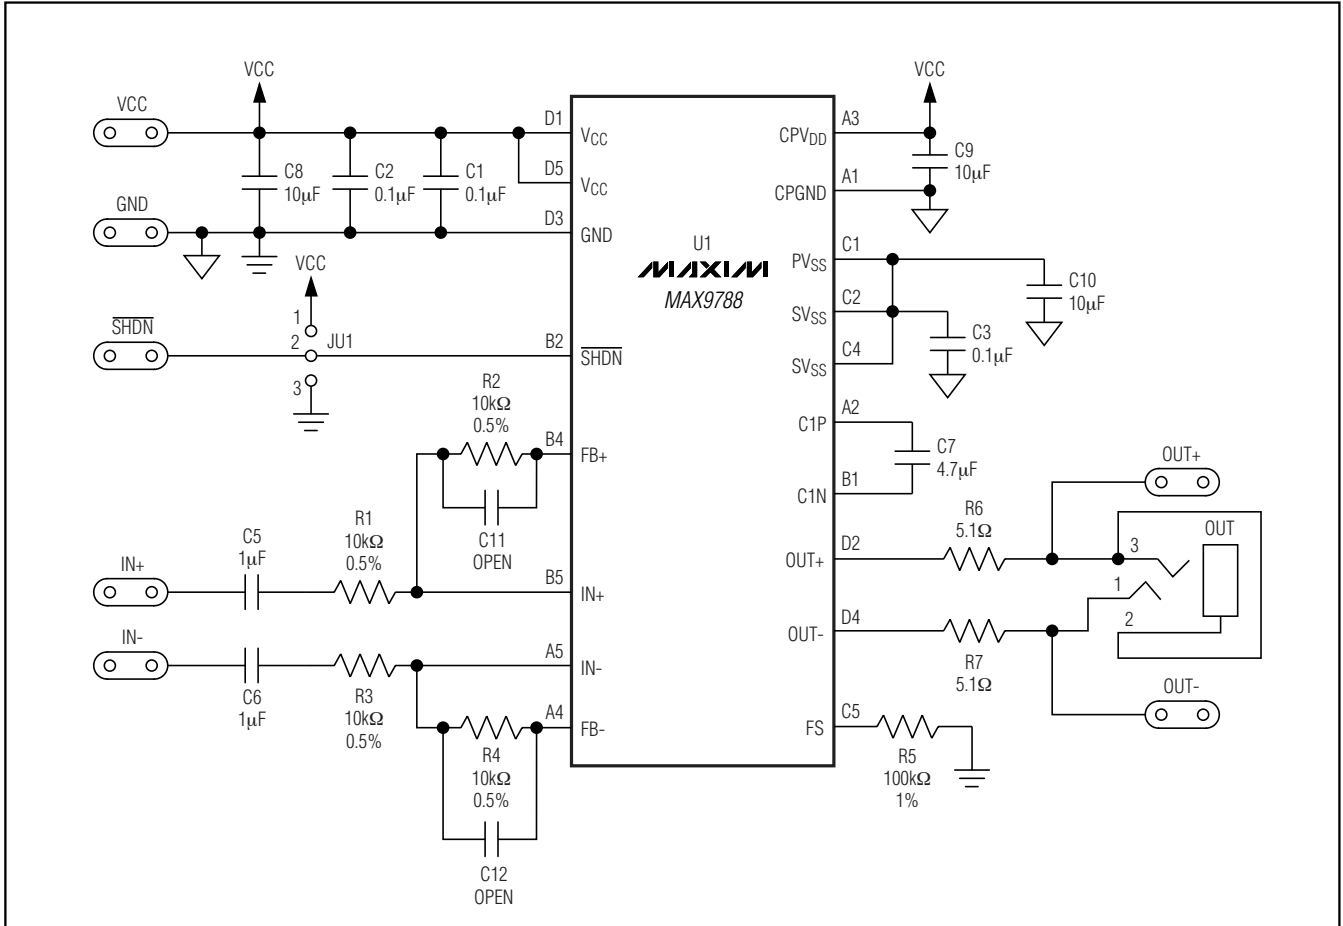 VCC
VCC
C8
10µF
C2
0.1µF
C1
0.1µF
GND
VCC
1
2
3
JU1
SHDN
R2
10kΩ
0.5%
C11
OPEN
C5
1µF
R1
10kΩ
0.5%
IN+
IN-
C6
1µF
R3
10kΩ
0.5%
R4
10kΩ
0.5%
C12
OPEN
D1
VCC
D5
VCC
D3
GND
B2
SHDN
B4
FB+
B5
IN+
A5
IN-
A4
FB-
U1
MAXIM
MAX9788
CPVDD
A3
CPGND
A1
PVSS
C1
SVSS
C2
SVSS
C4
C1P
A2
C1N
B1
OUT+
D2
OUT-
D4
FS
C5
VCC
C9
10µF
C10
10µF
C3
0.1µF
C7
4.7µF
R6
5.1Ω
R7
5.1Ω
R5
100kΩ
1%
OUT+
OUT
3
1
2
OUT-